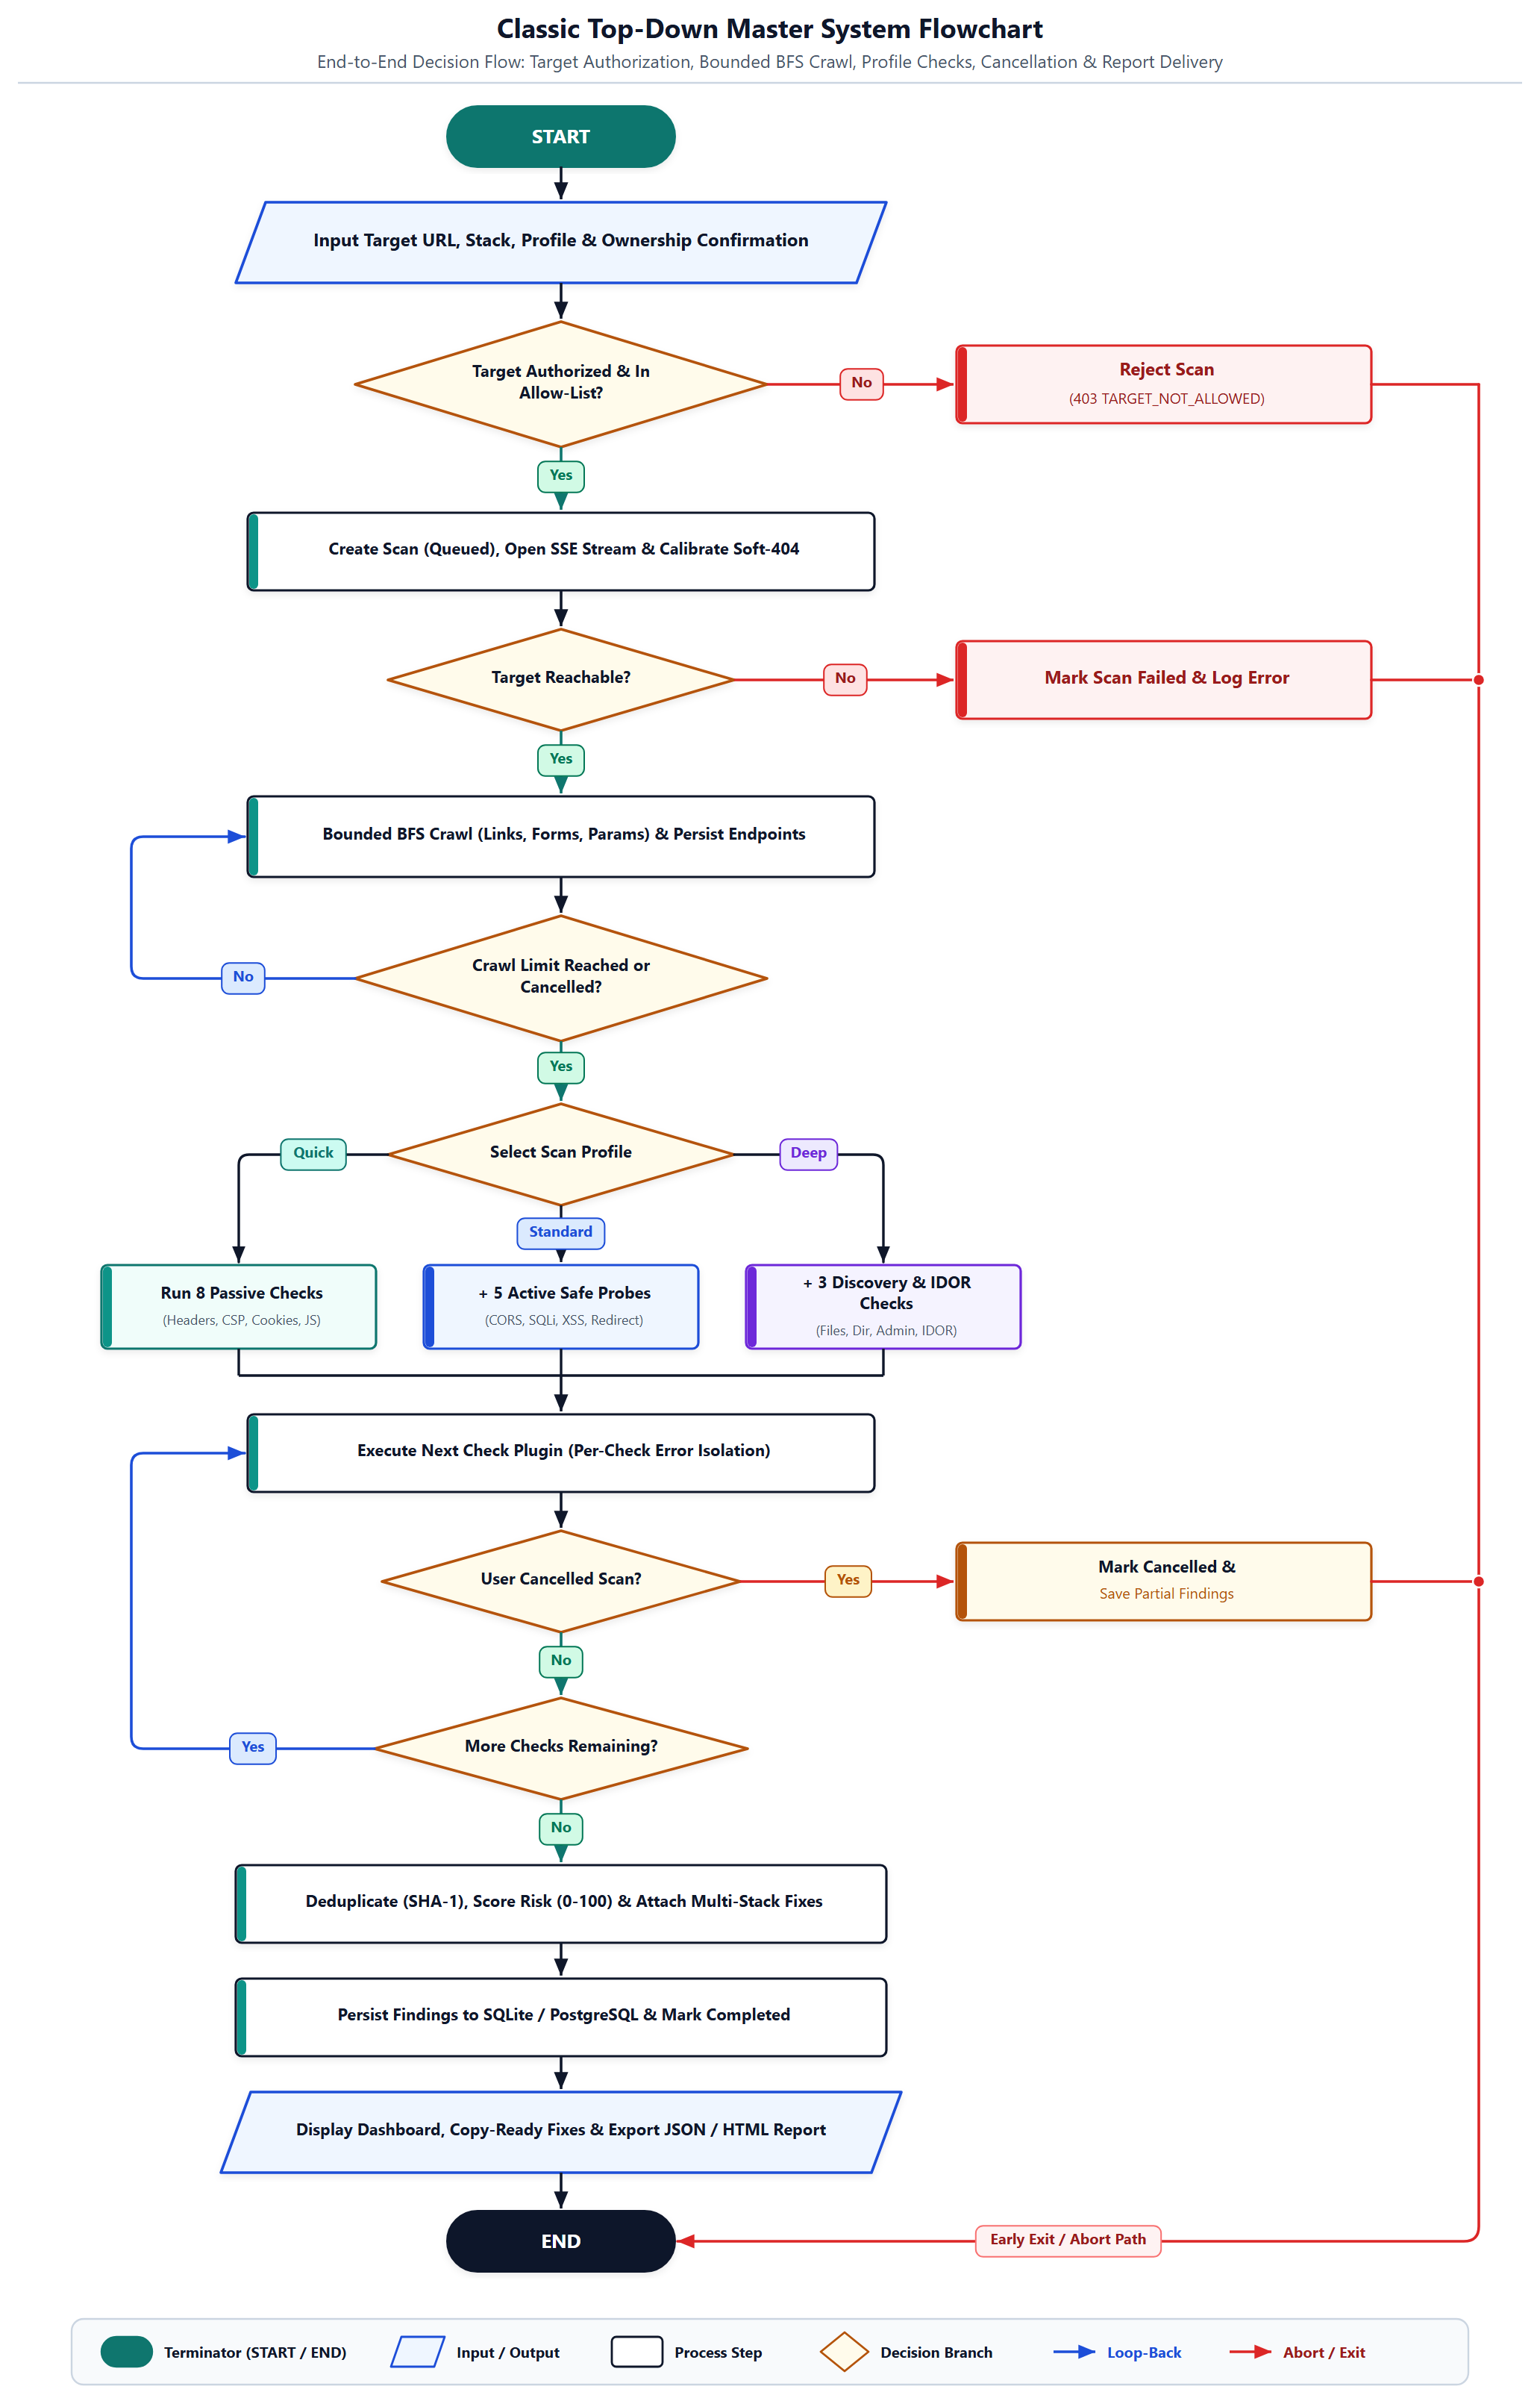 Classic Top-Down Master System Flowchart
End-to-End Decision Flow: Target Authorization, Bounded BFS Crawl, Profile Checks, Cancellation & Report Delivery
START
Input Target URL, Stack, Profile & Ownership Confirmation
Target Authorized & In
Allow-List?
No
Reject Scan
(403 TARGET_NOT_ALLOWED)
Yes
Create Scan (Queued), Open SSE Stream & Calibrate Soft-404
Target Reachable?
No
Mark Scan Failed & Log Error
Yes
Bounded BFS Crawl (Links, Forms, Params) & Persist Endpoints
Crawl Limit Reached or
Cancelled?
No
Yes
Select Scan Profile
Quick
Deep
Standard
Run 8 Passive Checks
(Headers, CSP, Cookies, JS)
+ 5 Active Safe Probes
(CORS, SQLi, XSS, Redirect)
+ 3 Discovery & IDOR
Checks
(Files, Dir, Admin, IDOR)
Execute Next Check Plugin (Per-Check Error Isolation)
User Cancelled Scan?
Yes
Mark Cancelled &
Save Partial Findings
No
More Checks Remaining?
Yes
No
Deduplicate (SHA-1), Score Risk (0-100) & Attach Multi-Stack Fixes
Persist Findings to SQLite / PostgreSQL & Mark Completed
Display Dashboard, Copy-Ready Fixes & Export JSON / HTML Report
END
Early Exit / Abort Path
Terminator (START / END)
Input / Output
Process Step
Decision Branch
Loop-Back
Abort / Exit